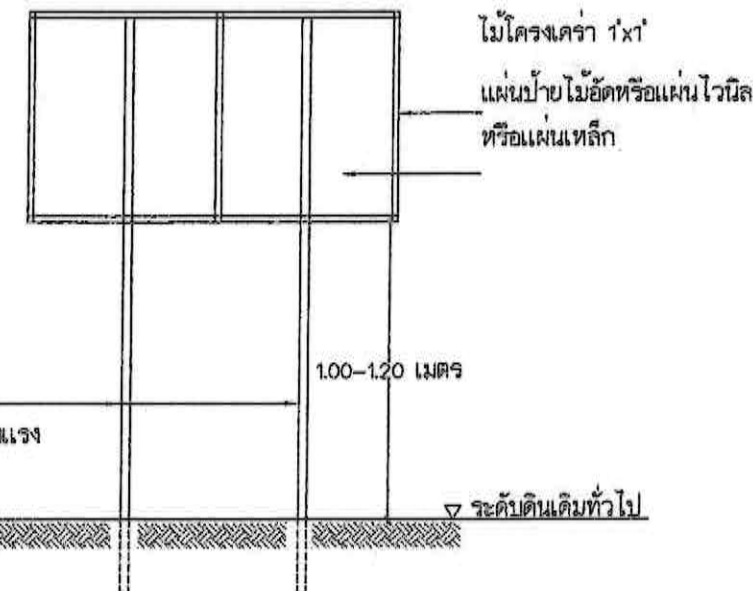 ไม้โครงเคร่า 1"x1"
แผ่นป้ายไม้อัดหรือแผ่นไวนิล
หรือแผ่นเหล็ก
1.00-1.20 เมตร
แรง
ระดับดินเดิมทั่วไป